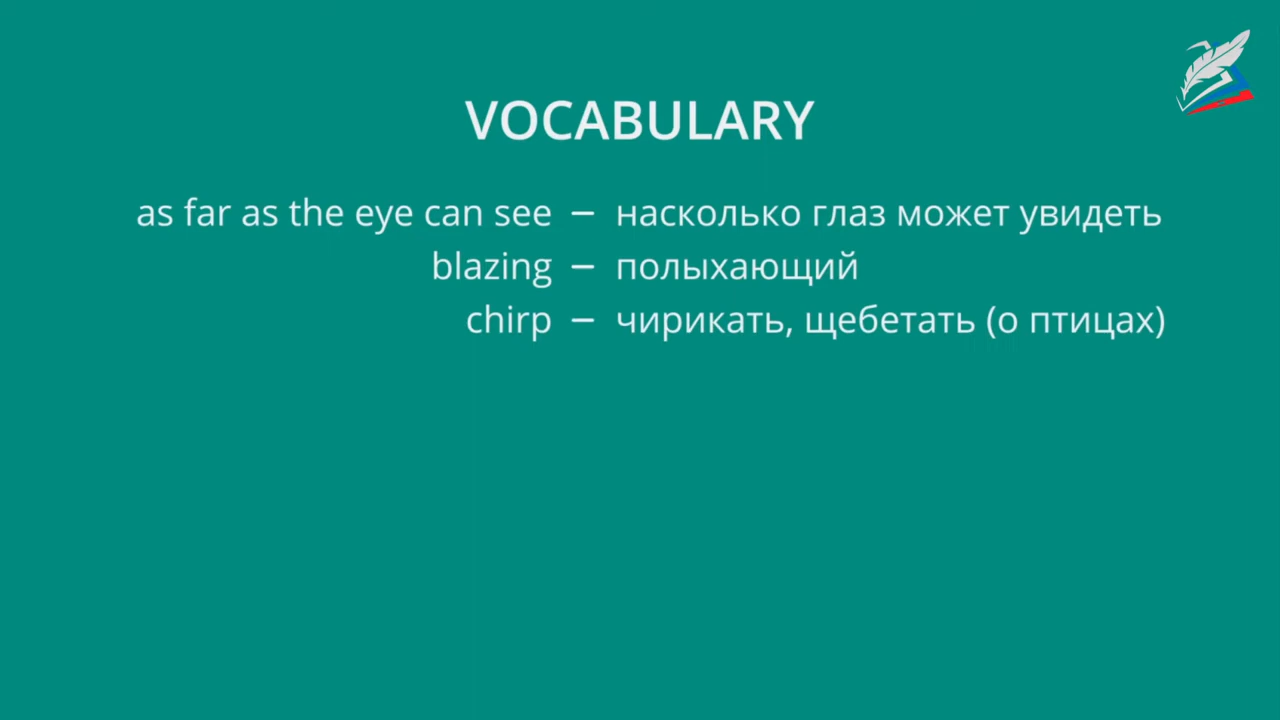 VOCABULARY
as far as the eye can see – насколько глаз может увидеть
blazing – полыхающий
chirp – чирикать, щебетать (о птицах)